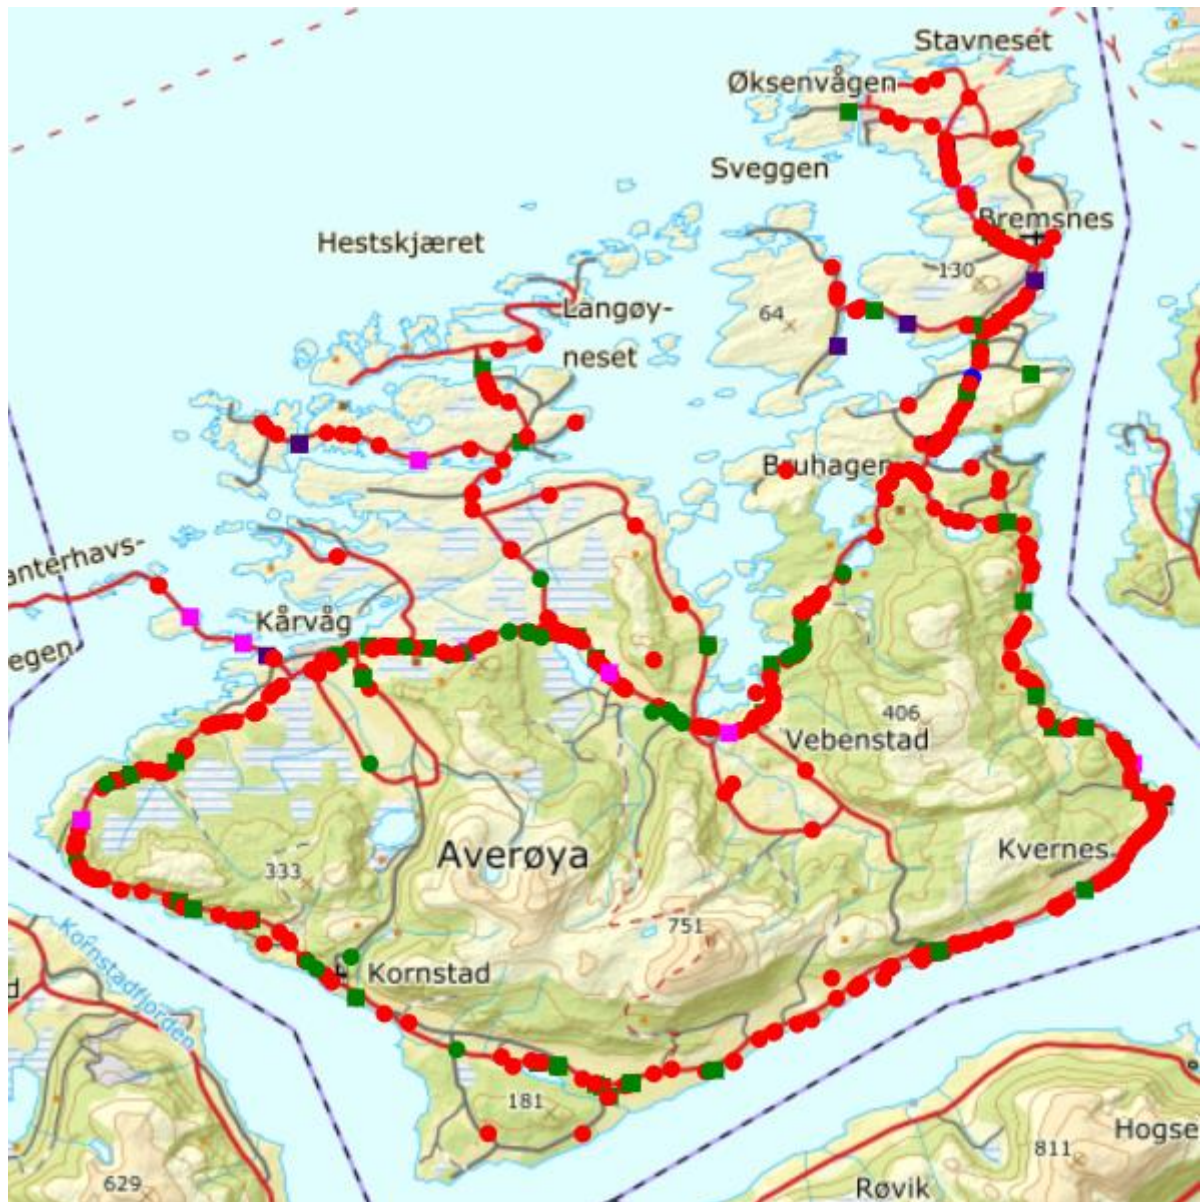 Stavneset
Øksenvågen
Sveggen
Bremsnes
Hestskjæret
130
Langøy-
neset
64
Bruhagen
anterhavs-
egen
Kårvåg
406
Vebenstad
Averøya
Kvernes
333
751
Kornstadfjorden
Kornstad
d
181
Hogse
811
629
Røvik